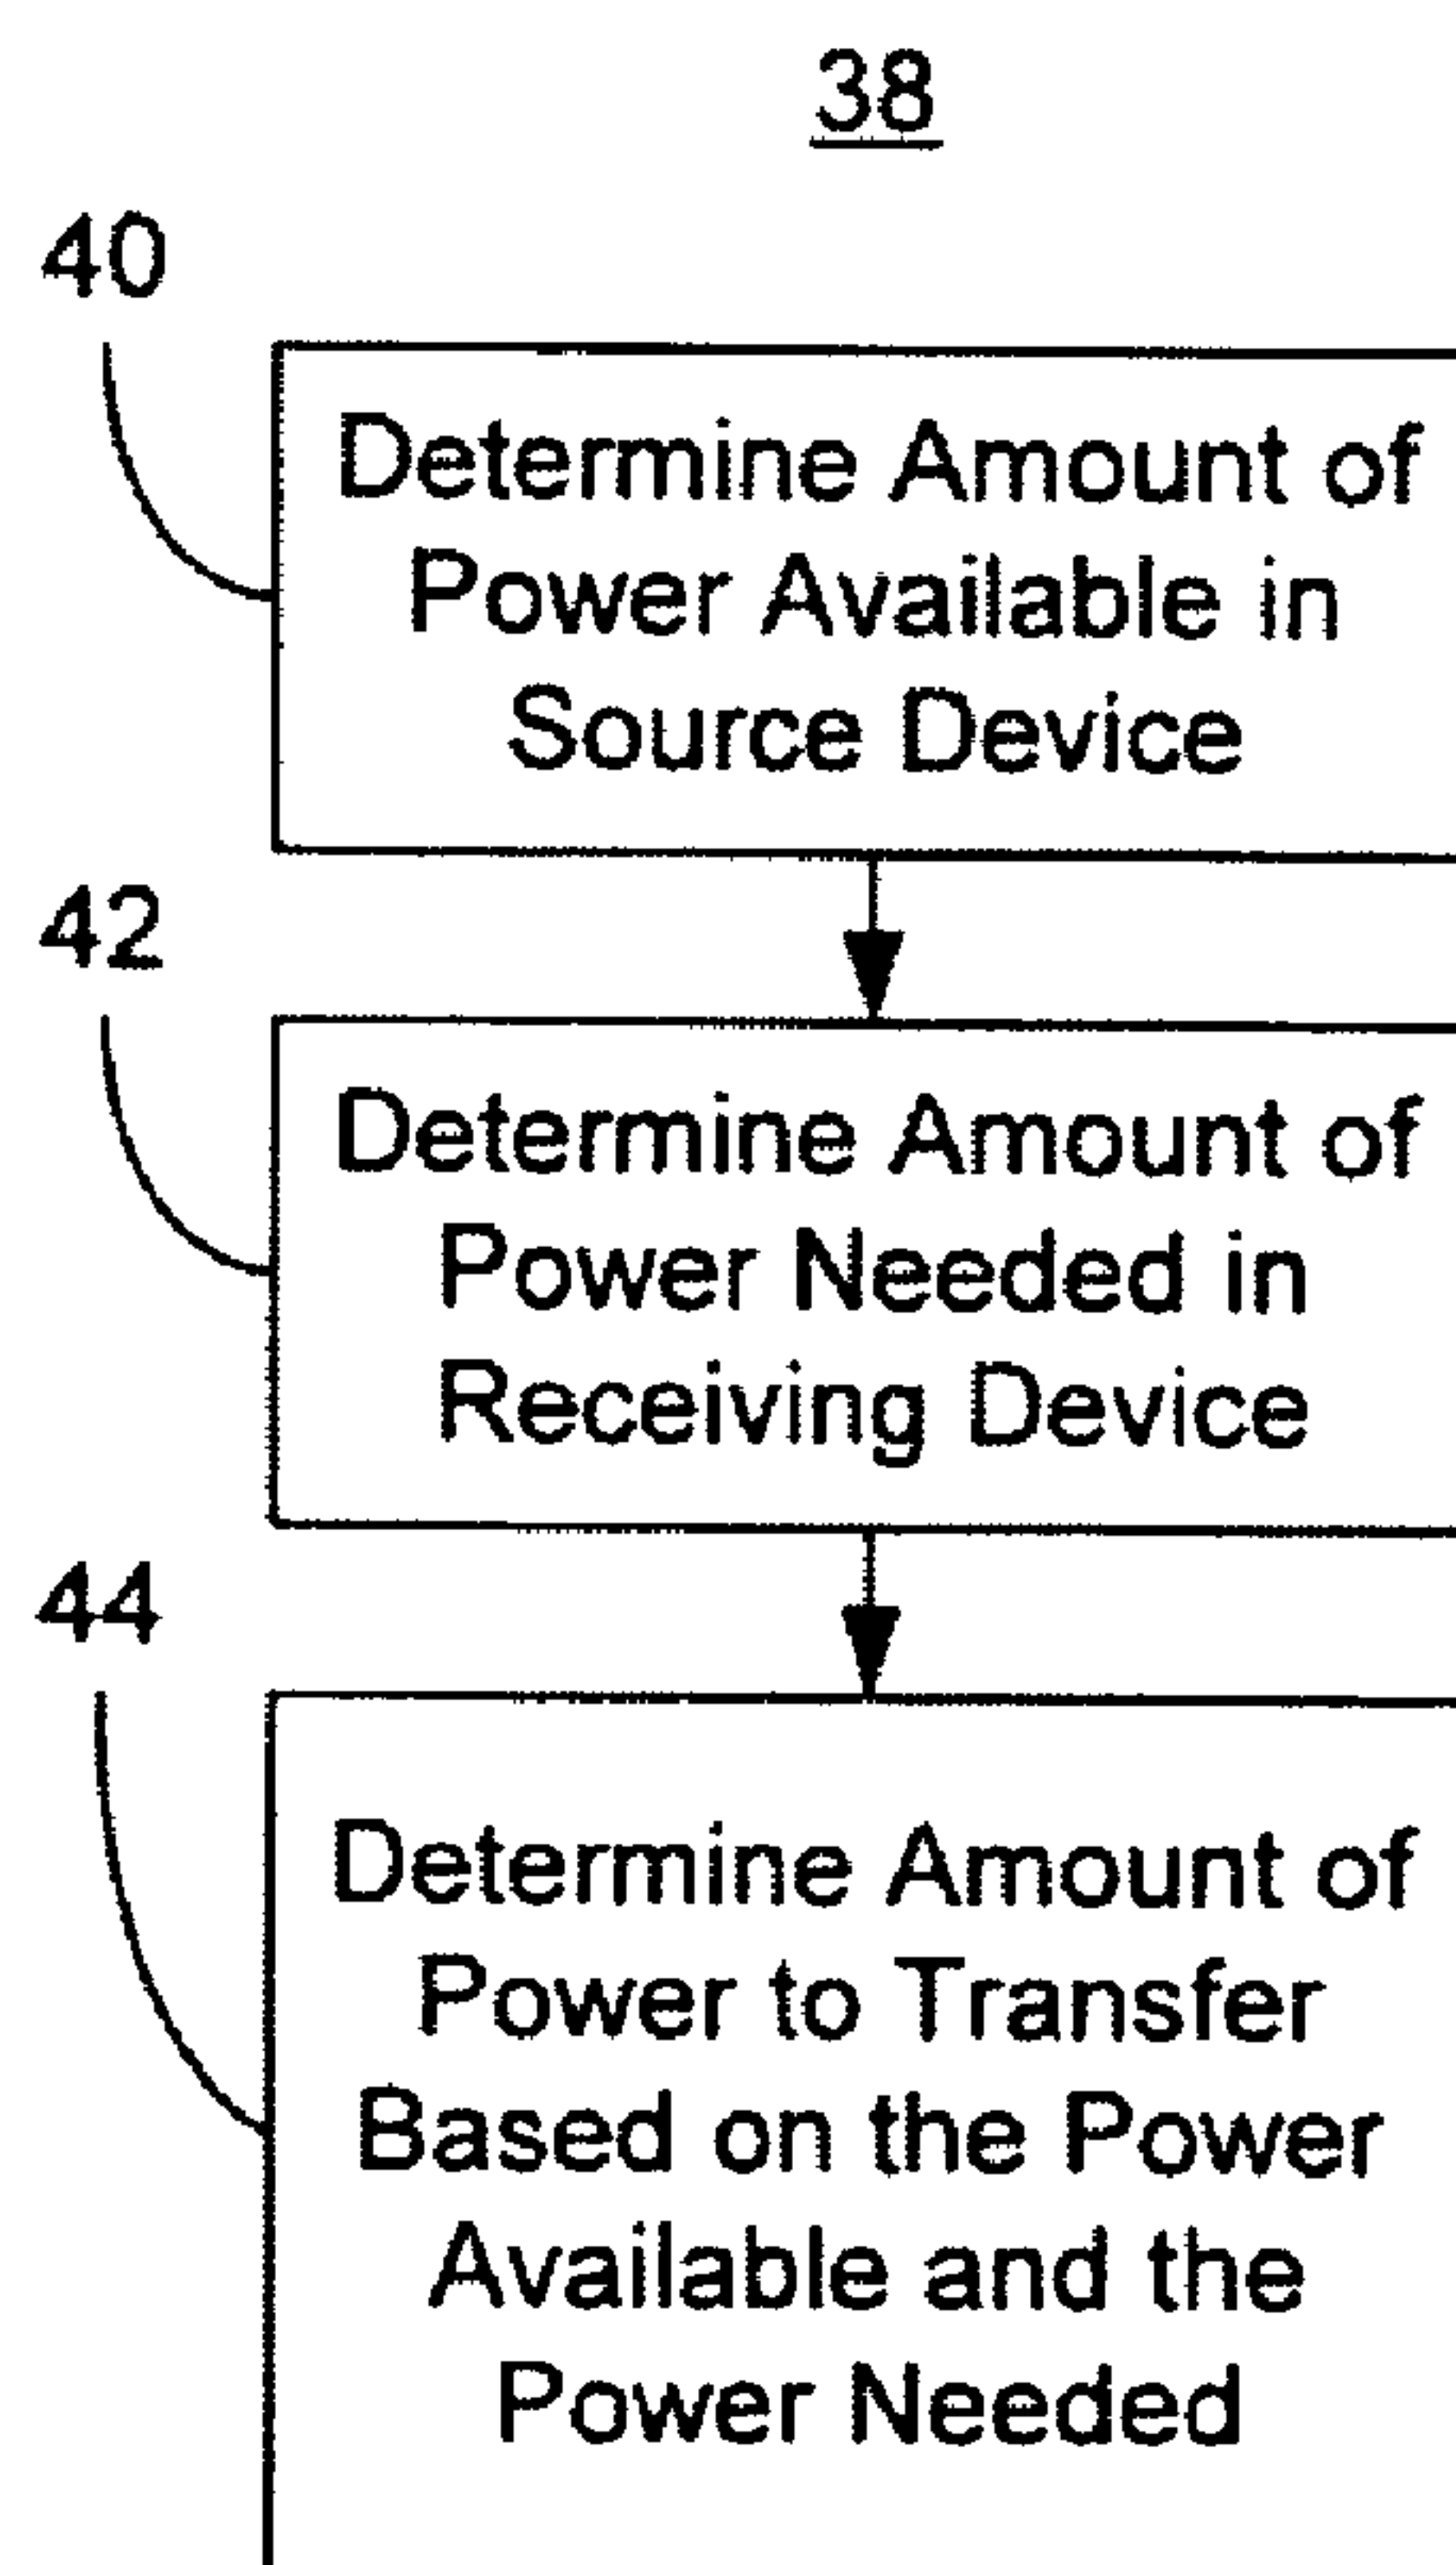 38
40
Determine Amount of
Power Available in
Source Device
42
Determine Amount of
Power Needed in
Receiving Device
44
Determine Amount of
Power to Transfer
Based on the Power
Available and the
Power Needed